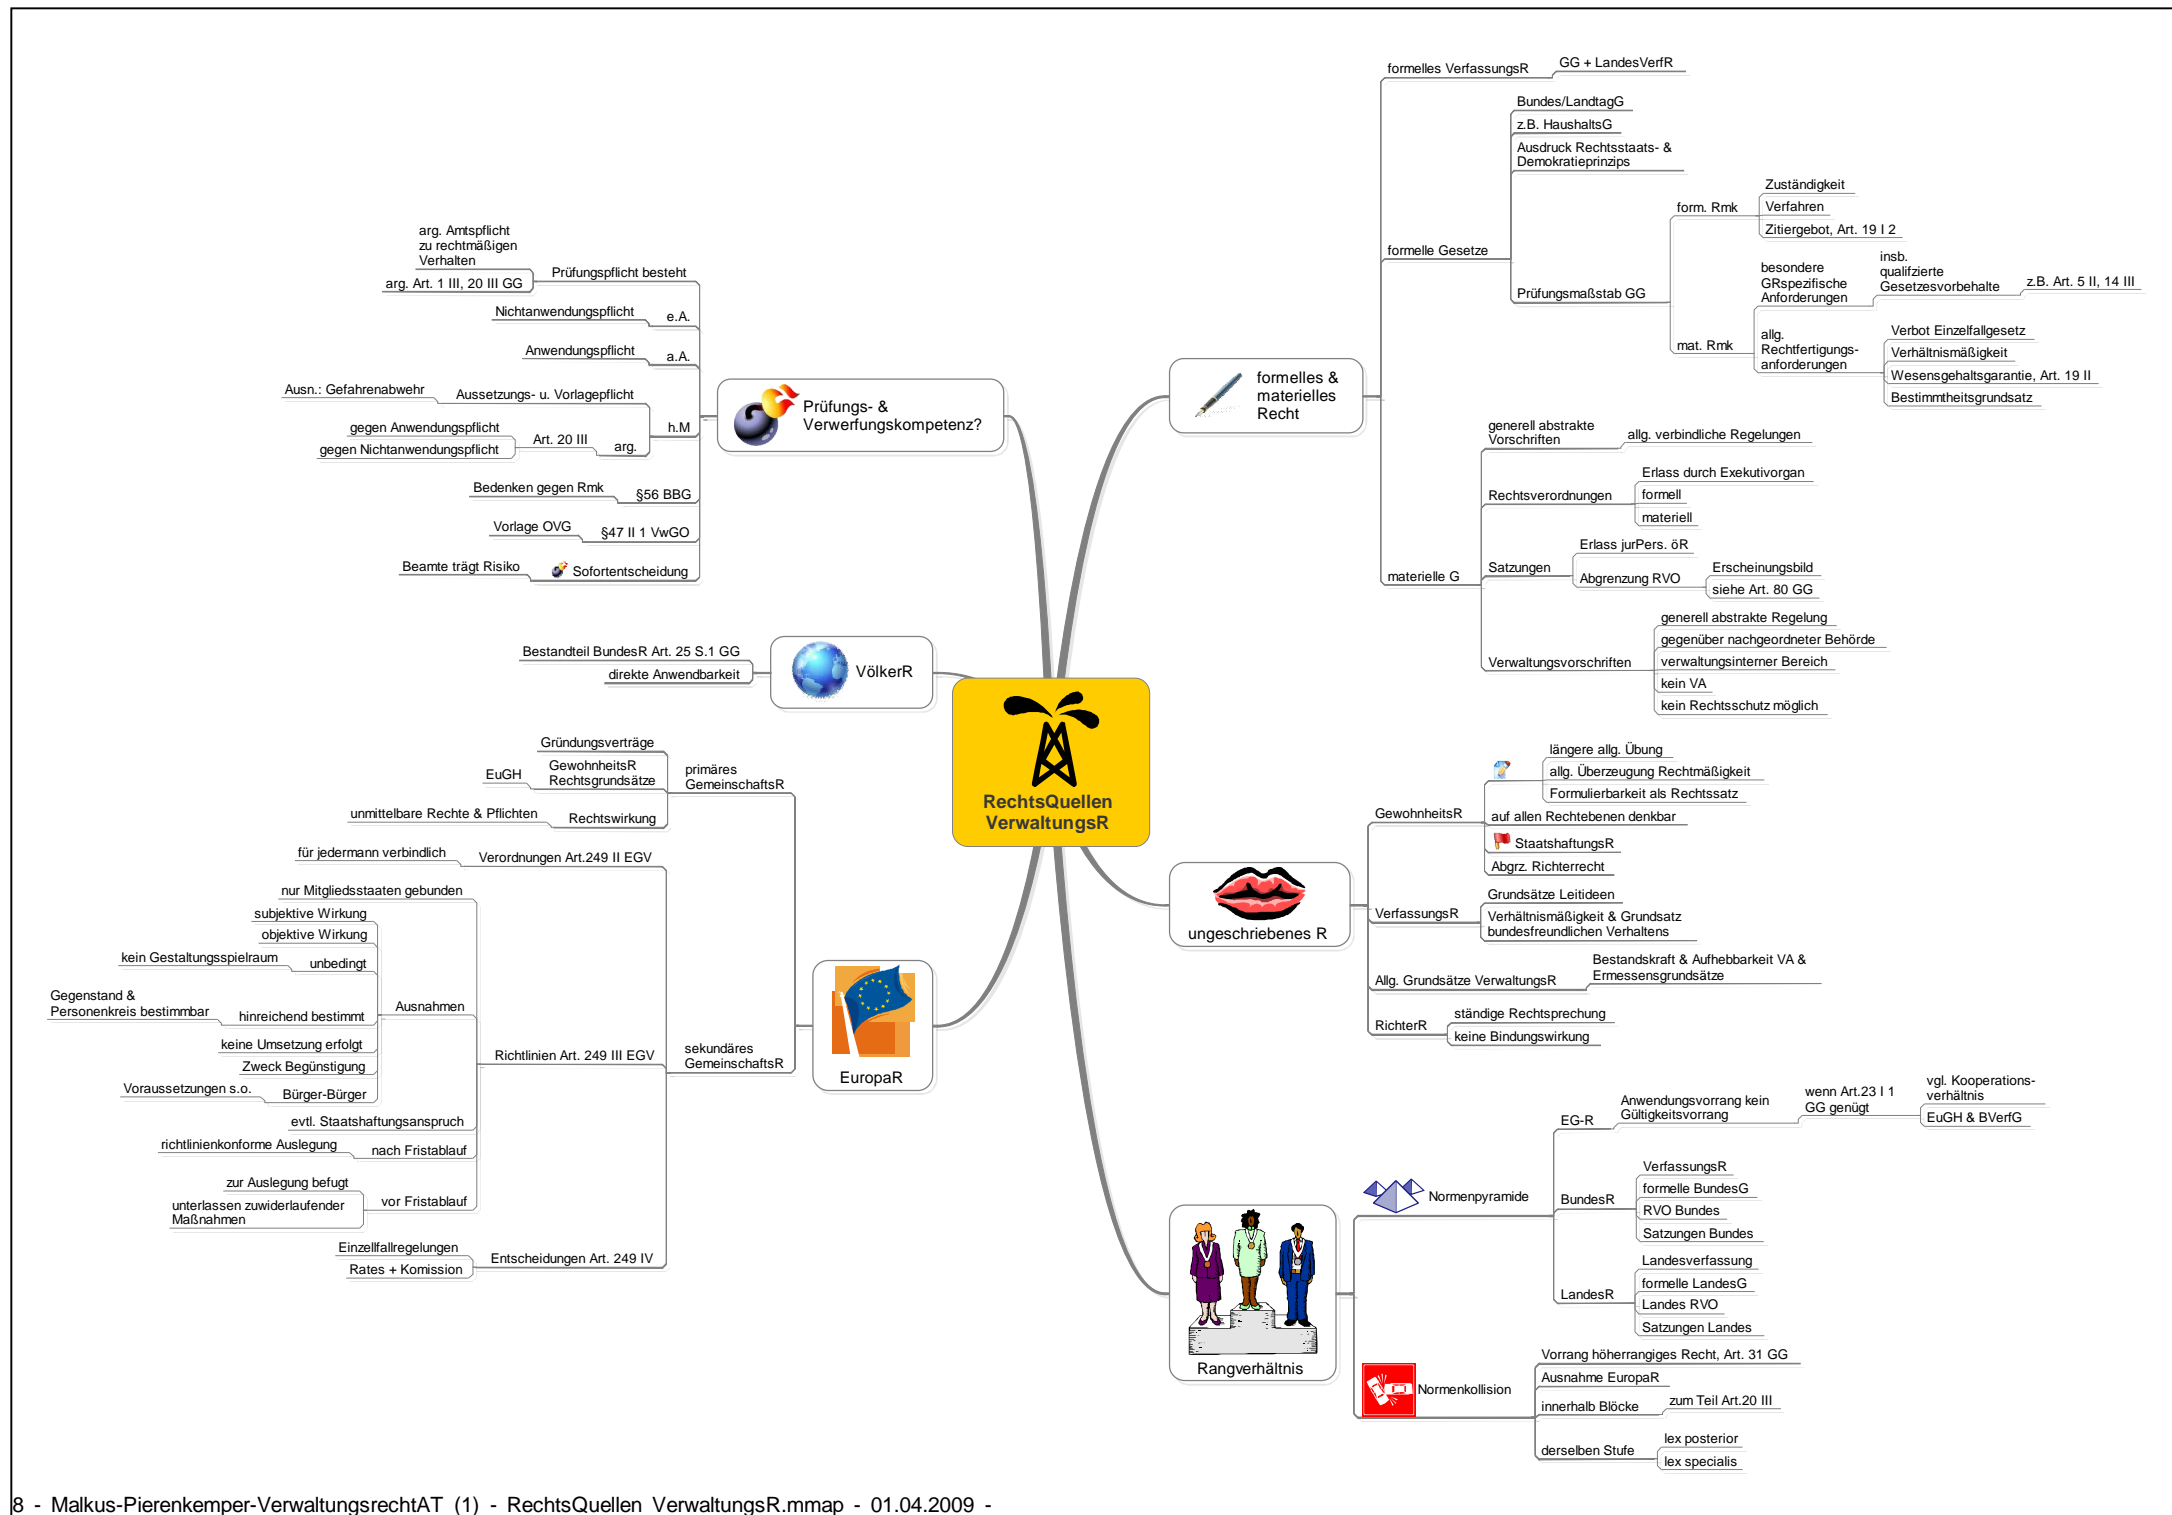 RechtsQuellen
VerwaltungsR
formelles &
materielles
Recht
formelles VerfassungsR
GG + LandesVerfR
formelle Gesetze
Bundes/LandtagG
z.B. HaushaltsG
Ausdruck Rechtsstaats- &
Demokratieprinzips
Prüfungsmaßstab GG
form. Rmk
Zuständigkeit
Verfahren
Zitiergebot, Art. 19 I 2
mat. Rmk
besondere
GRspezifische
Anforderungen
insb.
qualifzierte
Gesetzesvorbehalte
z.B. Art. 5 II, 14 III
allg.
Rechtfertigungs-
anforderungen
Verbot Einzelfallgesetz
Verhältnismäßigkeit
Wesensgehaltsgarantie, Art. 19 II
Bestimmtheitsgrundsatz
materielle G
generell abstrakte
Vorschriften
allg. verbindliche Regelungen
Rechtsverordnungen
Erlass durch Exekutivorgan
formell
materiell
Satzungen
Erlass jurPers. öR
Abgrenzung RVO
Erscheinungsbild
siehe Art. 80 GG
Verwaltungsvorschriften
generell abstrakte Regelung
gegenüber nachgeordneter Behörde
verwaltungsinterner Bereich
kein VA
kein Rechtsschutz möglich
ungeschriebenes R
GewohnheitsR
längere allg. Übung
allg. Überzeugung Rechtmäßigkeit
Formulierbarkeit als Rechtssatz
auf allen Rechtebenen denkbar
StaatshaftungsR
Abgrz. Richterrecht
VerfassungsR
Grundsätze Leitideen
Verhältnismäßigkeit & Grundsatz
bundesfreundlichen Verhaltens
Allg. Grundsätze VerwaltungsR
Bestandskraft & Aufhebbarkeit VA &
Ermessensgrundsätze
RichterR
ständige Rechtsprechung
keine Bindungswirkung
Rangverhältnis
Normenpyramide
EG-R
Anwendungsvorrang kein
Gültigkeitsvorrang
wenn Art.23 I 1
GG genügt
vgl. Kooperations-
verhältnis
EuGH & BVerfG
BundesR
VerfassungsR
formelle BundesG
RVO Bundes
Satzungen Bundes
LandesR
Landesverfassung
formelle LandesG
Landes RVO
Satzungen Landes
Normenkollision
Vorrang höherrangiges Recht, Art. 31 GG
Ausnahme EuropaR
innerhalb Blöcke
zum Teil Art.20 III
derselben Stufe
lex posterior
lex specialis
Prüfungs- &
Verwerfungskompetenz?
Prüfungspflicht besteht
arg. Amtspflicht
zu rechtmäßigen
Verhalten
arg. Art. 1 III, 20 III GG
e.A.
Nichtanwendungspflicht
a.A.
Anwendungspflicht
h.M
Aussetzungs- u. Vorlagepflicht
Ausn.: Gefahrenabwehr
arg.
Art. 20 III
gegen Anwendungspflicht
gegen Nichtanwendungspflicht
§56 BBG
Bedenken gegen Rmk
§47 II 1 VwGO
Vorlage OVG
Sofortentscheidung
Beamte trägt Risiko
VölkerR
Bestandteil BundesR Art. 25 S.1 GG
direkte Anwendbarkeit
EuropaR
primäres
GemeinschaftsR
Gründungsverträge
GewohnheitsR
Rechtsgrundsätze
EuGH
Rechtswirkung
unmittelbare Rechte & Pflichten
sekundäres
GemeinschaftsR
Verordnungen Art.249 II EGV
für jedermann verbindlich
Richtlinien Art. 249 III EGV
nur Mitgliedsstaaten gebunden
Ausnahmen
subjektive Wirkung
objektive Wirkung
unbedingt
kein Gestaltungsspielraum
hinreichend bestimmt
Gegenstand &
Personenkreis bestimmbar
keine Umsetzung erfolgt
Zweck Begünstigung
Bürger-Bürger
Voraussetzungen s.o.
evtl. Staatshaftungsanspruch
nach Fristablauf
richtlinienkonforme Auslegung
vor Fristablauf
zur Auslegung befugt
unterlassen zuwiderlaufender
Maßnahmen
Entscheidungen Art. 249 IV
Einzellfallregelungen
Rates + Komission
8 - Malkus-Pierenkemper-VerwaltungsrechtAT (1) - RechtsQuellen VerwaltungsR.mmap - 01.04.2009 -